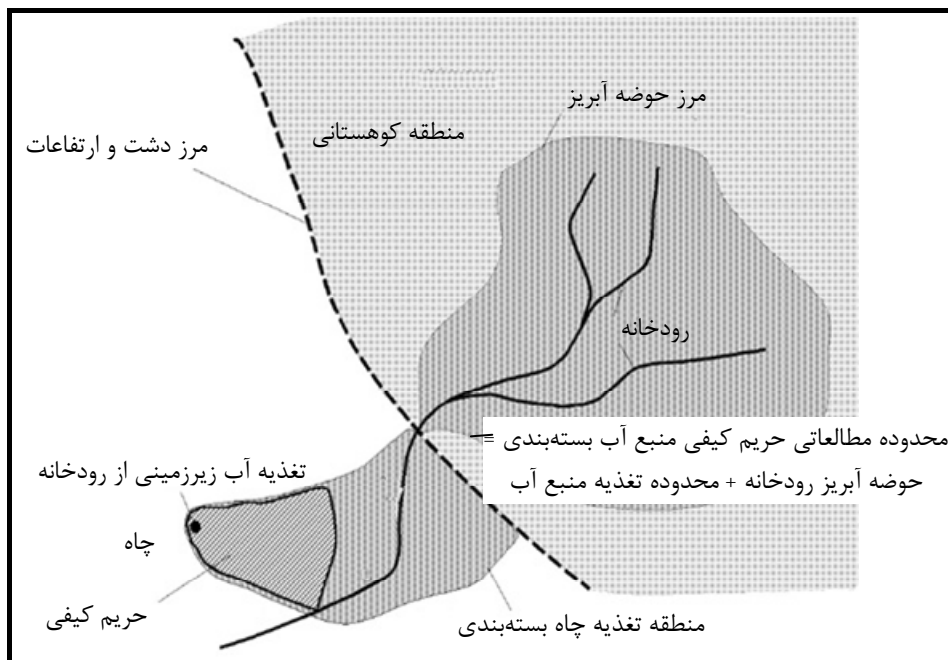 مرز حوضه آبریز
منطقه کوهستانی
مرز دشت و ارتفاعات
رودخانه
محدوده مطالعاتی حریم کیفی منبع آب بسته‌بندی =
حوضه آبریز رودخانه + محدوده تغذیه منبع آب
تغذیه آب زیرزمینی از رودخانه
چاه
حریم کیفی
منطقه تغذیه چاه بسته‌بندی